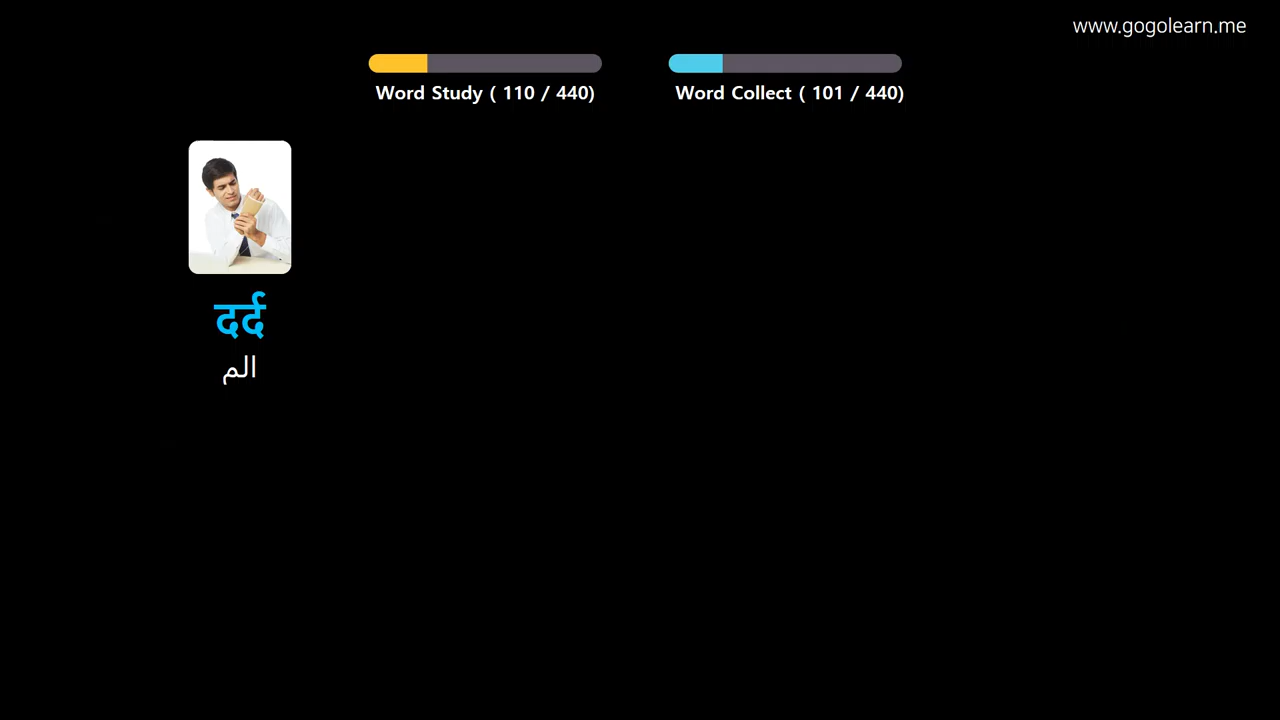 www.gogolearn.me
Word Study ( 110 / 440)
Word Collect ( 101 / 440)
दर्द
الم